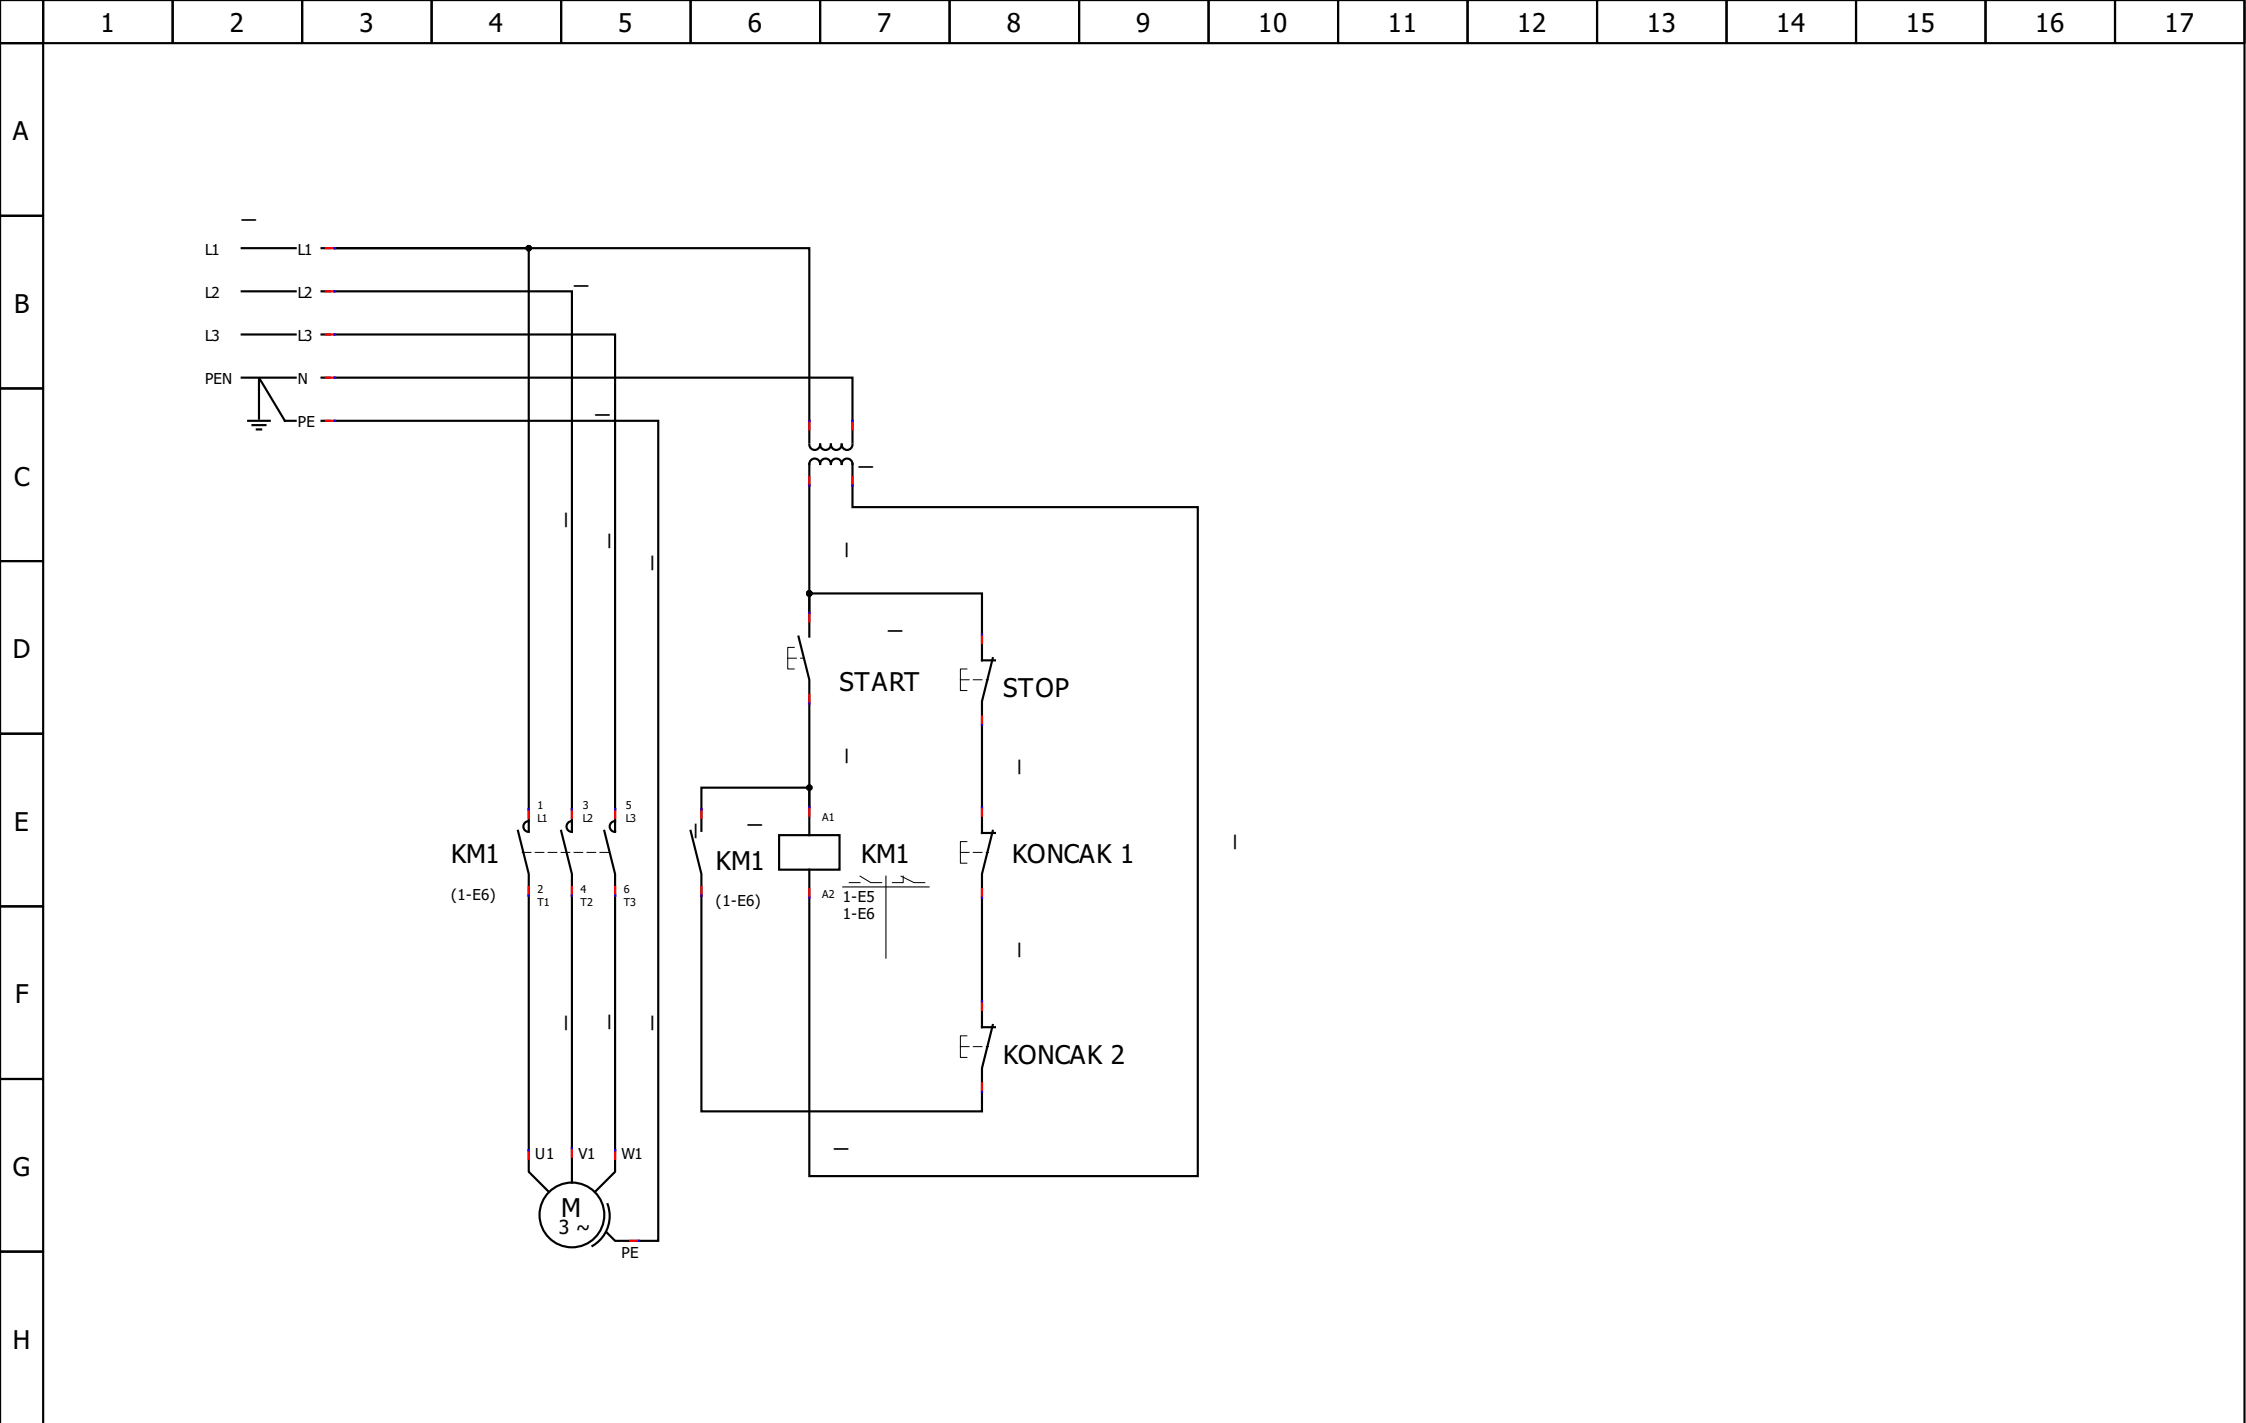 1 2 3 4 5 6 7 8 9 10 11 12 13 14 15 16 17
A
L1 L1
B
L2 L2
L3 L3
PEN N
PE
C
D
START
STOP
E
1 3 5
L1 L2 L3
A1
KM1
KM1
KM1
KONCAK 1
2 4 6
T1 T2 T3
(1-E6)
(1-E6)
A2
1-E5
1-E6
F
KONCAK 2
G
U1 V1 W1
M
3 ~
PE
H